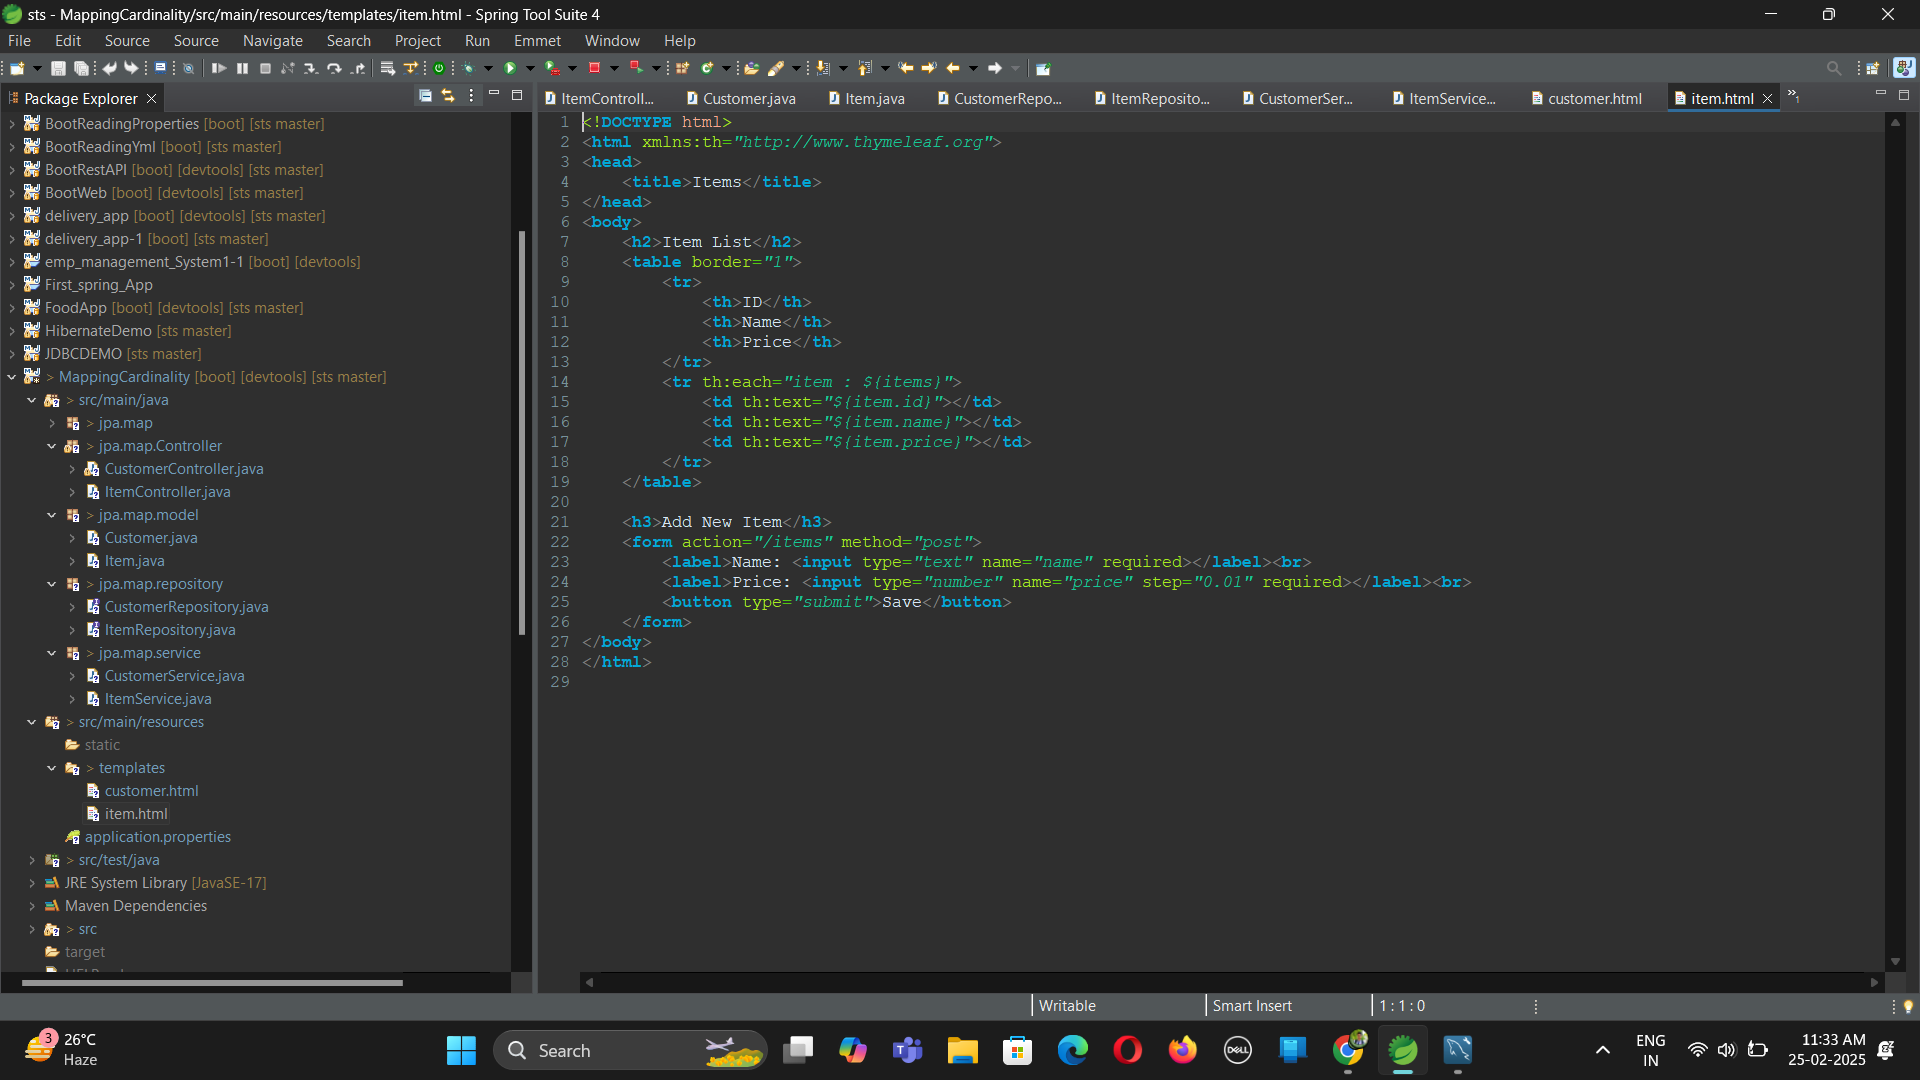 sts - MappingCardinality/src/main/resources/templates/item.html - Spring Tool Suite 4
File Edit Source Source Navigate Search Project Run Emmet Window Help
Package Explorer
BootReadingProperties [boot] [sts master]
BootReadingYml [boot] [sts master]
BootRestAPI [boot] [devtools] [sts master]
BootWeb [boot] [devtools] [sts master]
delivery_app [boot] [devtools] [sts master]
delivery_app-1 [boot] [sts master]
emp_management_System1-1 [boot] [devtools]
First_spring_App
FoodApp [boot] [devtools] [sts master]
HibernateDemo [sts master]
JDBCDEMO [sts master]
> MappingCardinality [boot] [devtools] [sts master]
> src/main/java
> jpa.map
> jpa.map.Controller
CustomerController.java
ItemController.java
> jpa.map.model
Customer.java
Item.java
> jpa.map.repository
CustomerRepository.java
ItemRepository.java
> jpa.map.service
CustomerService.java
ItemService.java
> src/main/resources
static
> templates
customer.html
item.html
application.properties
> src/test/java
JRE System Library [JavaSE-17]
Maven Dependencies
> src
target
ItemControll... Customer.java Item.java CustomerRepo... ItemReposito... CustomerSer... ItemService... customer.html item.html »1
1 <!DOCTYPE html>
2 <html xmlns:th="http://www.thymeleaf.org">
3 <head>
4 <title>Items</title>
5 </head>
6 <body>
7 <h2>Item List</h2>
8 <table border="1">
9 <tr>
10 <th>ID</th>
11 <th>Name</th>
12 <th>Price</th>
13 </tr>
14 <tr th:each="item : ${items}">
15 <td th:text="${item.id}"></td>
16 <td th:text="${item.name}"></td>
17 <td th:text="${item.price}"></td>
18 </tr>
19 </table>
20
21 <h3>Add New Item</h3>
22 <form action="/items" method="post">
23 <label>Name: <input type="text" name="name" required></label><br>
24 <label>Price: <input type="number" name="price" step="0.01" required></label><br>
25 <button type="submit">Save</button>
26 </form>
27 </body>
28 </html>
29
Writable Smart Insert 1 : 1 : 0
3
26°C
Haze
Search
DELL
ENG
IN
11:33 AM
25-02-2025